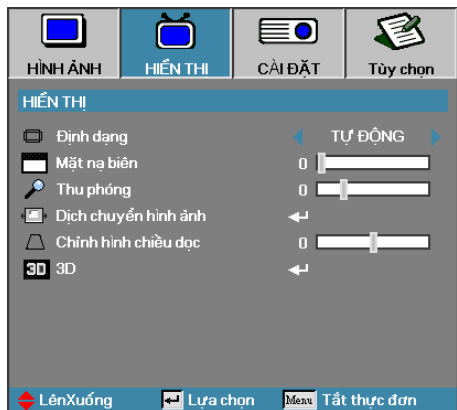 HÌNH ẢNH HIỂN THỊ CÀI ĐẶT Tùy chọn
HIỂN THỊ
Định dạng TỰ ĐỘNG
Mặt nạ biên 0
Thu phóng 0
Dịch chuyển hình ảnh
Chỉnh hình chiều dọc 0
3D 3D
LênXuống Lựa chọn Menu Tắt thực đơn